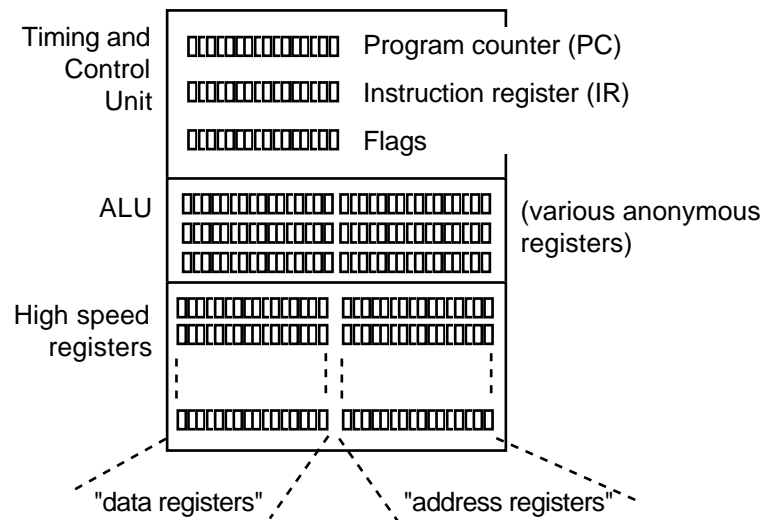 Timing and
Control
Unit
Program counter (PC)
Instruction register (IR)
Flags
ALU
(various anonymous
registers)
High speed
registers
"data registers"
"address registers"